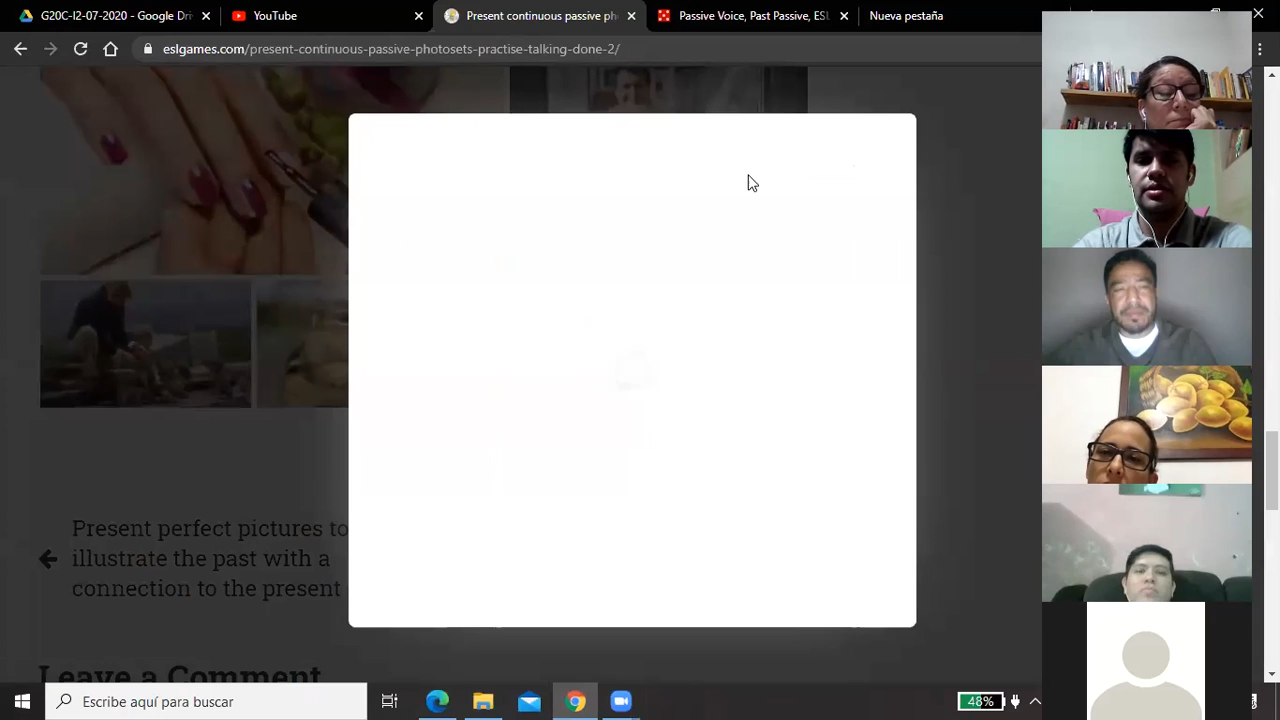 G20C-I2-07-2020 - Google Dri
YouTube
Present continuous passive ph
Passive Voice, Past Passive, ESL
Nueva pestaña
eslgames.com/present-continuous-passive-photosets-practise-talking-done-2/
Present perfect pictures to
illustrate the past with a
connection to the present
Leave a Comment
Escribe aquí para buscar
48%